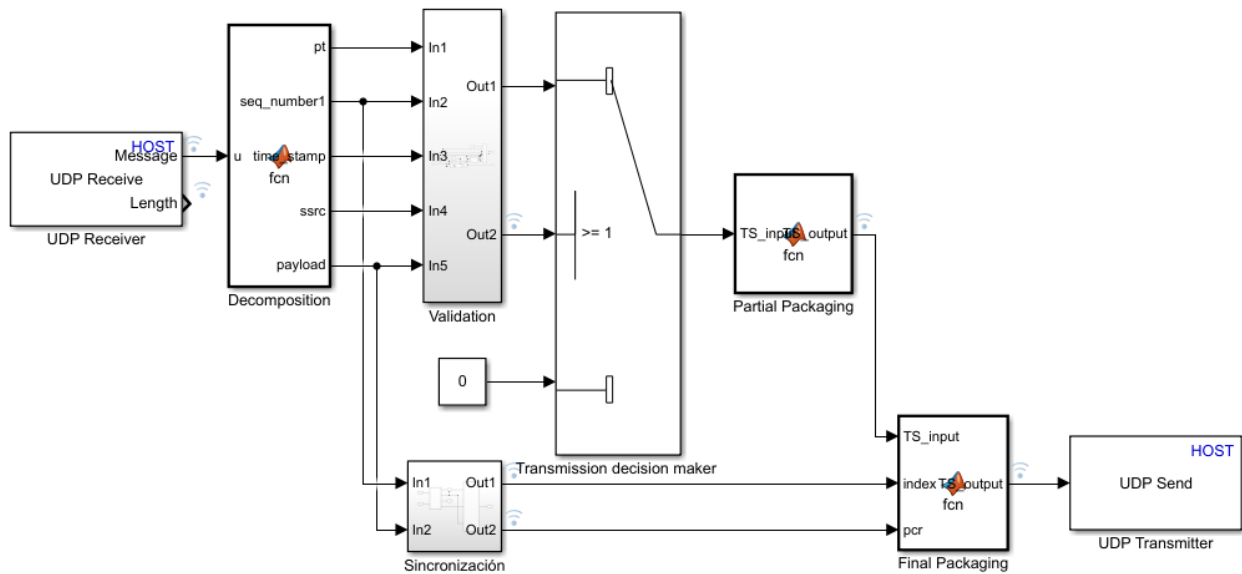 HOST
Message
UDP Receive
Length
UDP Receiver
u
pt
seq_number1
time_stamp
fcn
ssrc
payload
Decomposition
In1
In2
In3
In4
In5
Out1
Out2
Validation
>= 1
0
Transmission decision maker
TS_input
TS_output
fcn
Partial Packaging
In1
In2
Out1
Out2
Sincronización
TS_input
index
TS_output
fcn
pcr
Final Packaging
HOST
UDP Send
UDP Transmitter